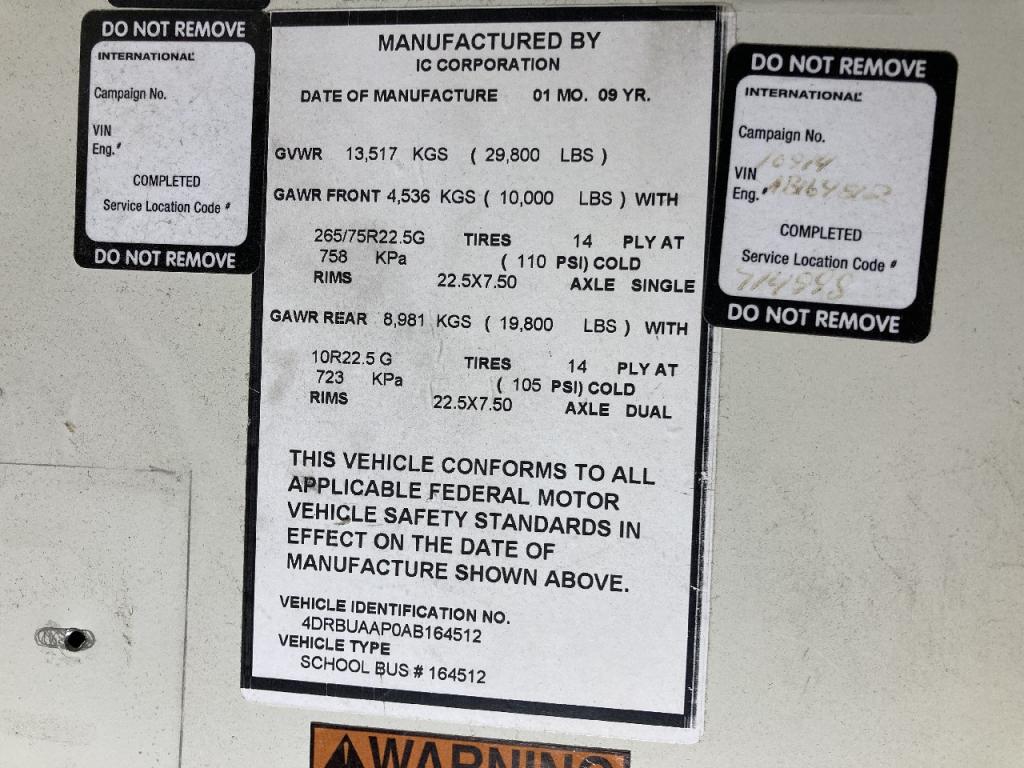 DO NOT REMOVE
INTERNATIONAL
Campaign No.
VIN
Eng.#
COMPLETED
Service Location Code #
DO NOT REMOVE
MANUFACTURED BY
IC CORPORATION
DATE OF MANUFACTURE 01 MO. 09 YR.
GVWR 13,517 KGS ( 29,800 LBS )
GAWR FRONT 4,536 KGS ( 10,000 LBS ) WITH
265/75R22.5G TIRES 14 PLY AT
758 KPa ( 110 PSI) COLD
RIMS 22.5X7.50 AXLE SINGLE
GAWR REAR 8,981 KGS ( 19,800 LBS ) WITH
10R22.5 G TIRES 14 PLY AT
723 KPa ( 105 PSI) COLD
RIMS 22.5X7.50 AXLE DUAL
THIS VEHICLE CONFORMS TO ALL
APPLICABLE FEDERAL MOTOR
VEHICLE SAFETY STANDARDS IN
EFFECT ON THE DATE OF
MANUFACTURE SHOWN ABOVE.
VEHICLE IDENTIFICATION NO.
4DRBUAAP0AB164512
VEHICLE TYPE
SCHOOL BUS # 164512
DO NOT REMOVE
INTERNATIONAL
Campaign No.
10914
VIN
Eng.# AB164512
COMPLETED
Service Location Code #
DO NOT REMOVE
WARNING